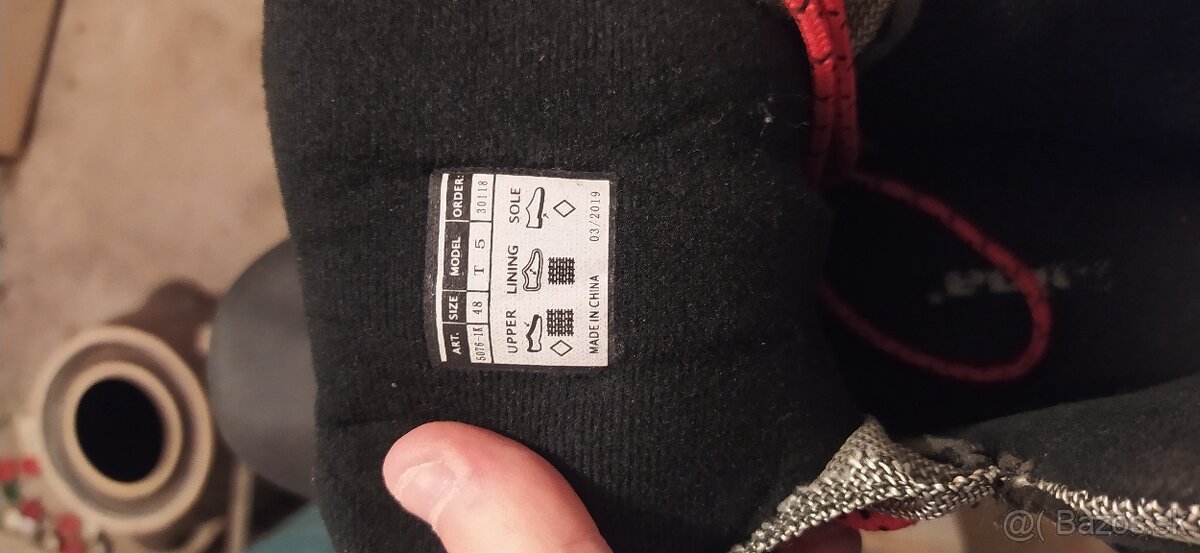 ART. SIZE MODEL ORDER:
5076-1K 48 T 5 30118
UPPER LINING SOLE
MADE IN CHINA 03/2019
@( Bazos.sk